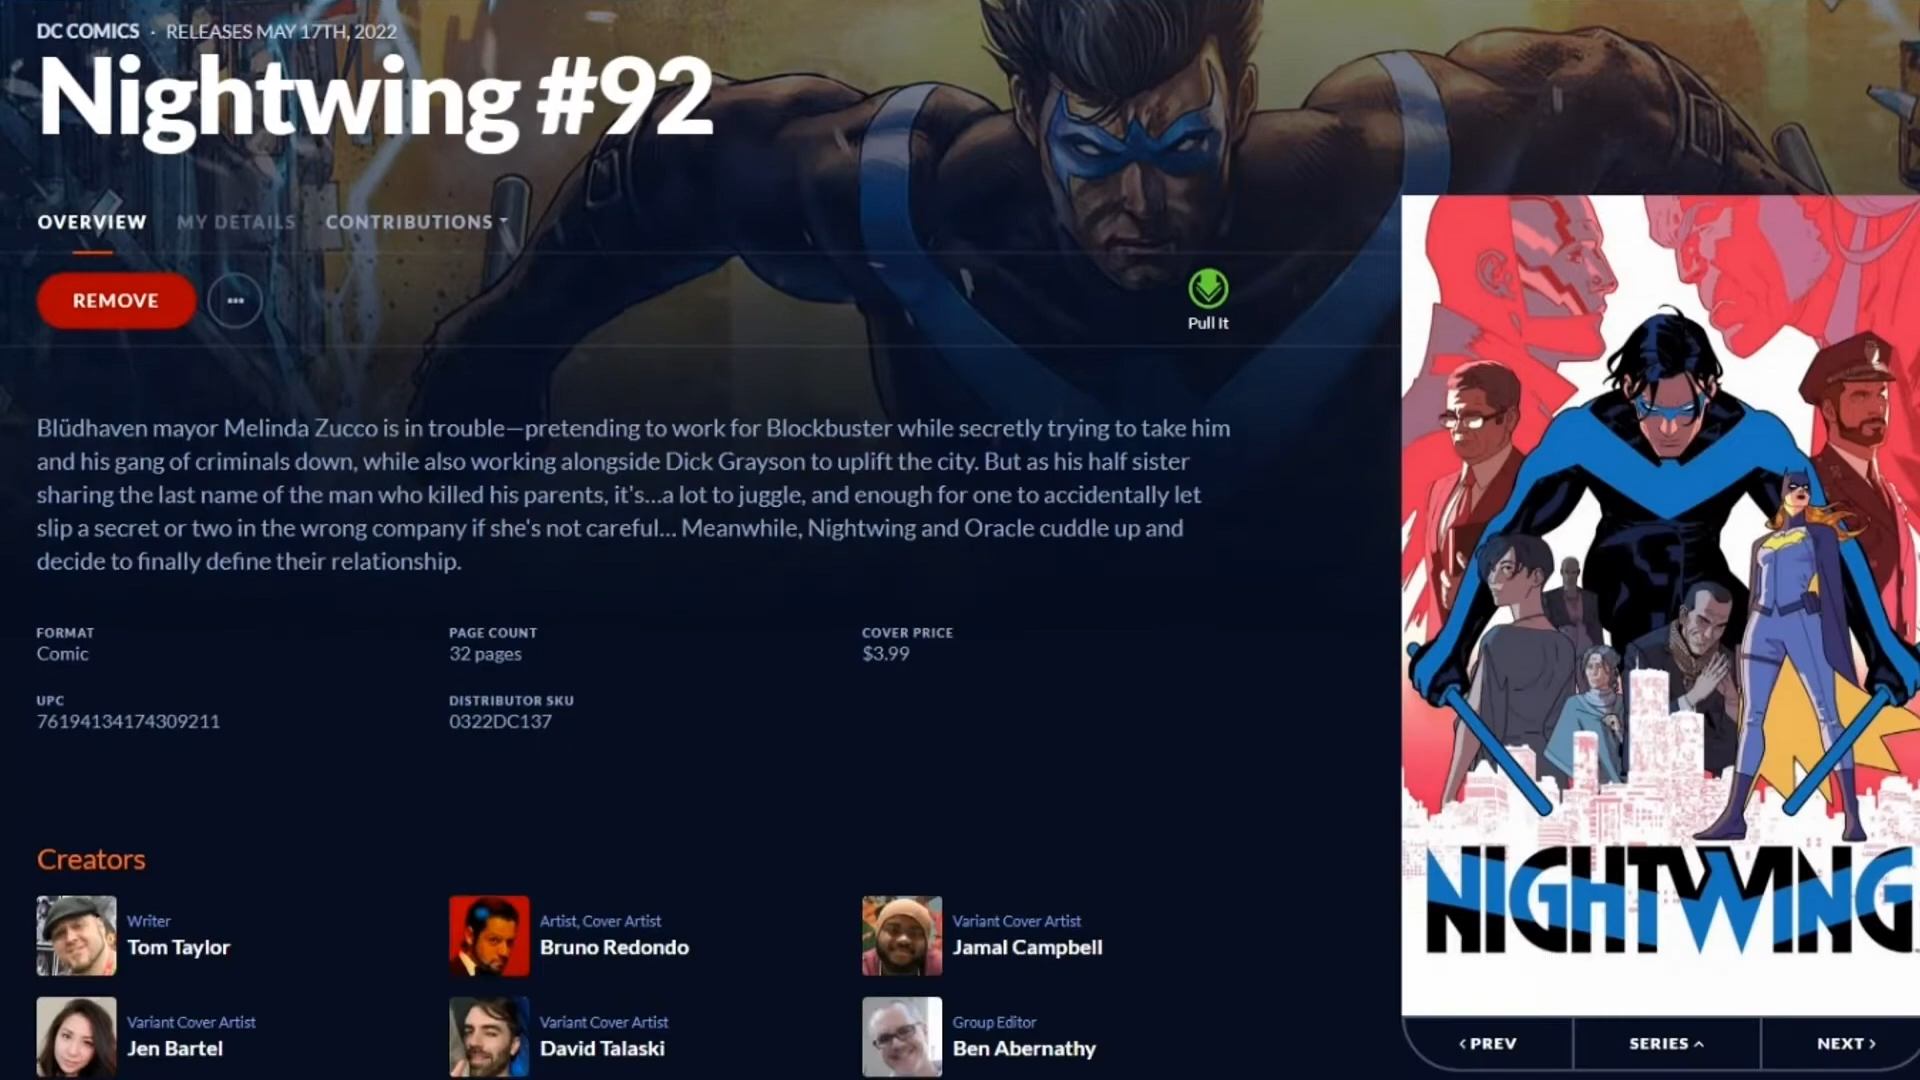 DC COMICS · RELEASES MAY 17TH, 2022
Nightwing #92
OVERVIEW MY DETAILS CONTRIBUTIONS
REMOVE ...
Pull It
Blüdhaven mayor Melinda Zucco is in trouble—pretending to work for Blockbuster while secretly trying to take him
and his gang of criminals down, while also working alongside Dick Grayson to uplift the city. But as his half sister
sharing the last name of the man who killed his parents, it's...a lot to juggle, and enough for one to accidentally let
slip a secret or two in the wrong company if she's not careful... Meanwhile, Nightwing and Oracle cuddle up and
decide to finally define their relationship.
FORMAT PAGE COUNT COVER PRICE
Comic 32 pages $3.99
UPC DISTRIBUTOR SKU
76194134174309211 0322DC137
Creators
Writer Artist, Cover Artist Variant Cover Artist
Tom Taylor Bruno Redondo Jamal Campbell
Variant Cover Artist Variant Cover Artist Group Editor
Jen Bartel David Talaski Ben Abernathy
NIGHTWING
‹ PREV SERIES NEXT ›